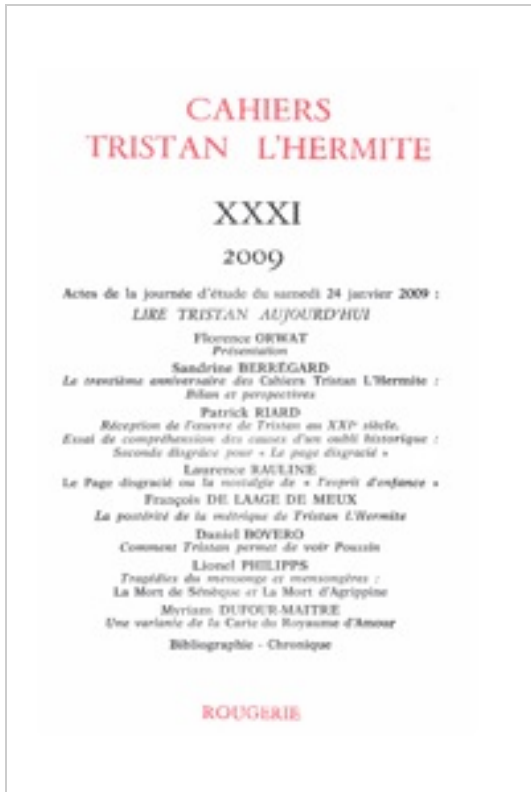 CAHIERS
TRISTAN L'HERMITE
XXXI
2009
Actes de la journée d'étude du samedi 24 janvier 2009 :
LIRE TRISTAN AUJOURD'HUI
Florence ORWAT
Présentation
Sandrine BERRÉGARD
Le trentième anniversaire des Cahiers Tristan L'Hermite :
Bilan et perspectives
Patrick RIARD
Réception de l'œuvre de Tristan au XXIe siècle.
Essai de compréhension des causes d'un oubli historique :
Seconde disgrâce pour « Le page disgracié »
Laurence RAULINE
Le Page disgracié ou la nostalgie de « l'esprit d'enfance »
François DE LAAGE DE MEUX
La postérité de la métrique de Tristan L'Hermite
Daniel BOVERO
Comment Tristan permet de voir Poussin
Lionel PHILIPPS
Tragédies du mensonge et mensongères :
La Mort de Sénèque et La Mort d'Agrippine
Myriam DUFOUR-MAITRE
Une variante de la Carte du Royaume d'Amour
Bibliographie - Chronique
ROUGERIE